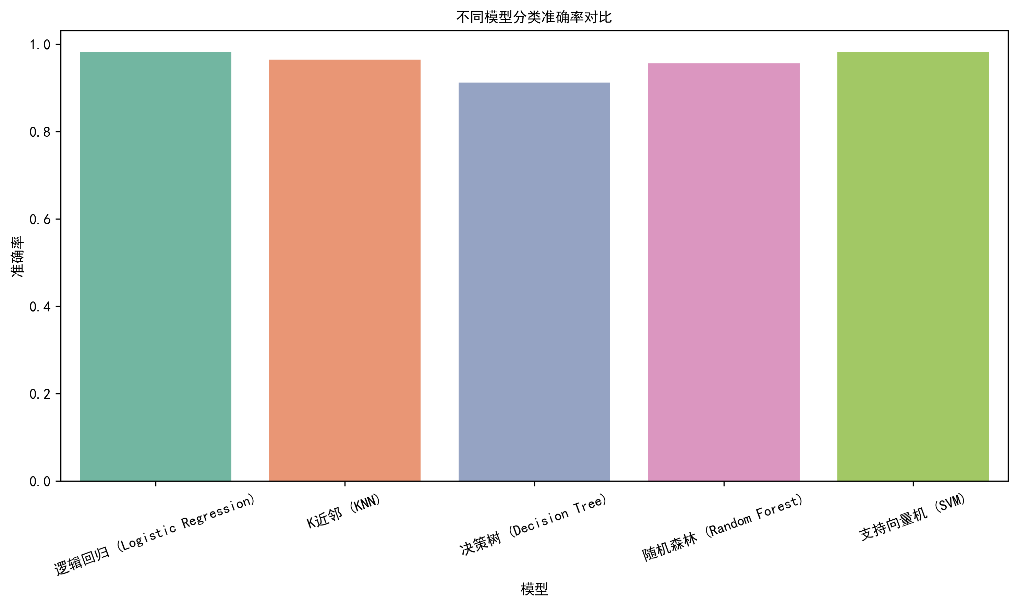 不同模型分类准确率对比
准确率
1.0
0.8
0.6
0.4
0.2
0.0
逻辑回归 (Logistic Regression)
K近邻 (KNN)
决策树 (Decision Tree)
随机森林 (Random Forest)
支持向量机 (SVM)
模型